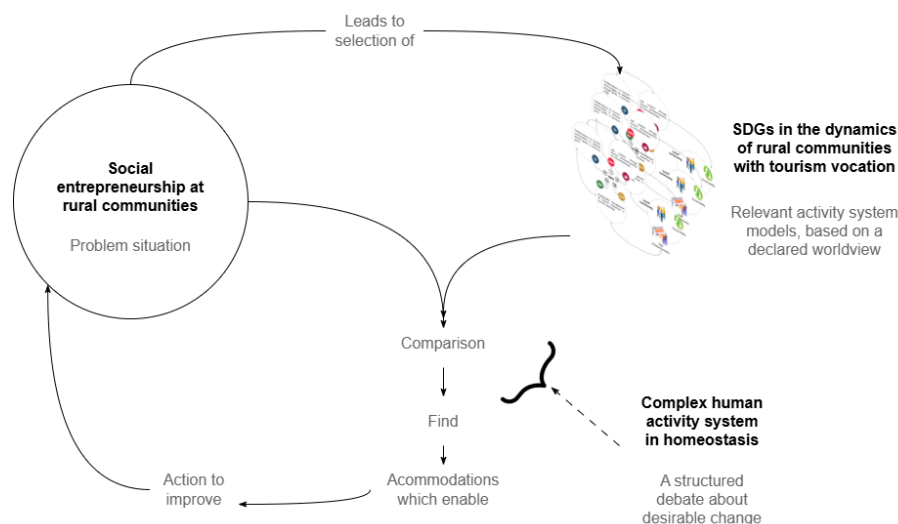 Leads to
selection of
Social
entrepreneurship at
rural communities
Problem situation
SDGs in the dynamics
of rural communities
with tourism vocation
Relevant activity system
models, based on a
declared worldview
Comparison
Find
Acommodations
which enable
Action to
improve
Complex human
activity system
in homeostasis
A structured
debate about
desirable change